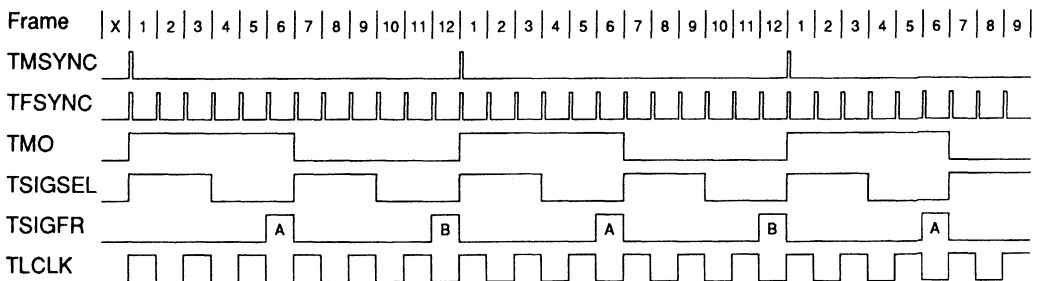 Frame X 1 2 3 4 5 6 7 8 9 10 11 12 1 2 3 4 5 6 7 8 9 10 11 12 1 2 3 4 5 6 7 8 9
TMSYNC
TFSYNC
TMO
TSIGSEL
TSIGFR A B A B A
TLCLK